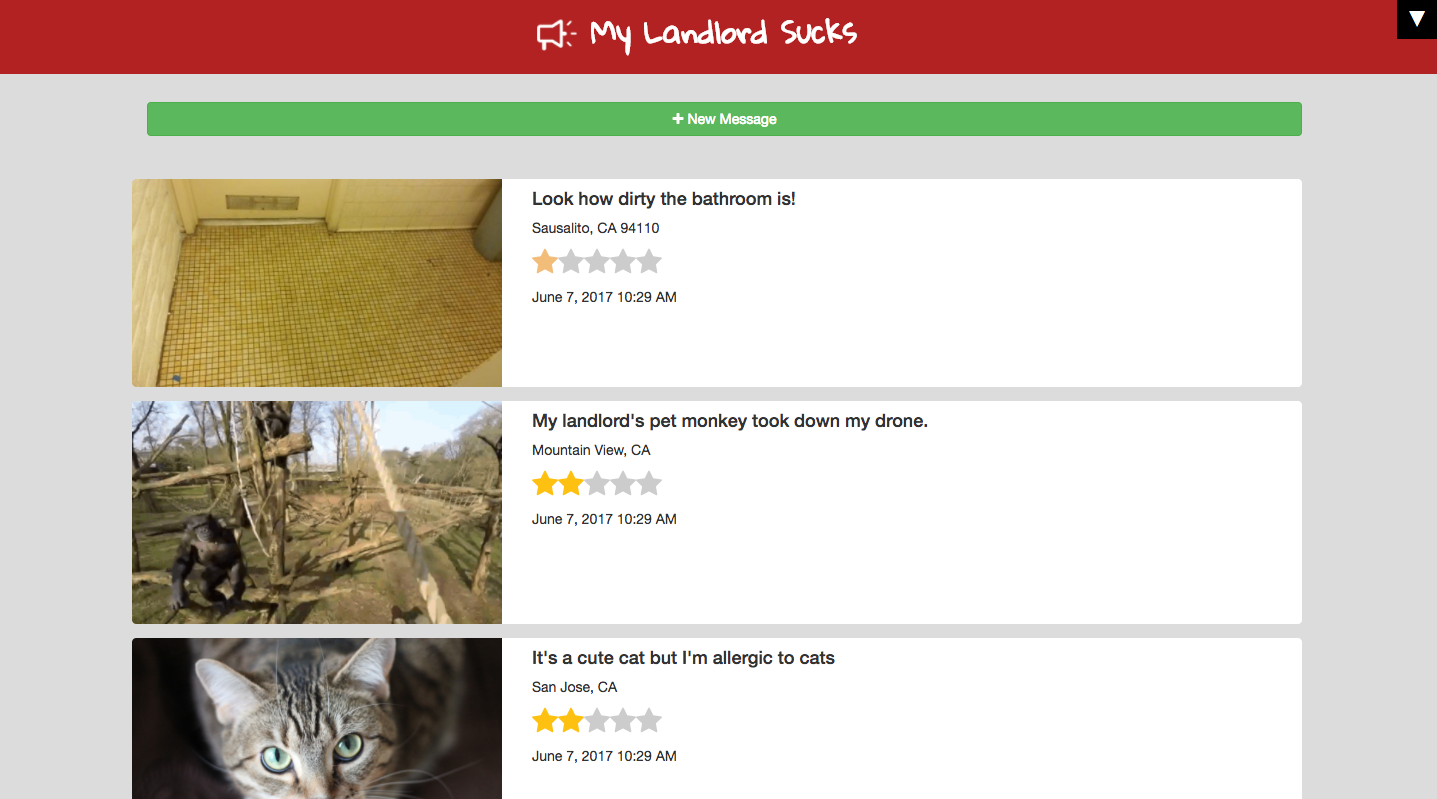 My Landlord Sucks
▼
+ New Message
Look how dirty the bathroom is!
Sausalito, CA 94110
June 7, 2017 10:29 AM
My landlord's pet monkey took down my drone.
Mountain View, CA
June 7, 2017 10:29 AM
It's a cute cat but I'm allergic to cats
San Jose, CA
June 7, 2017 10:29 AM